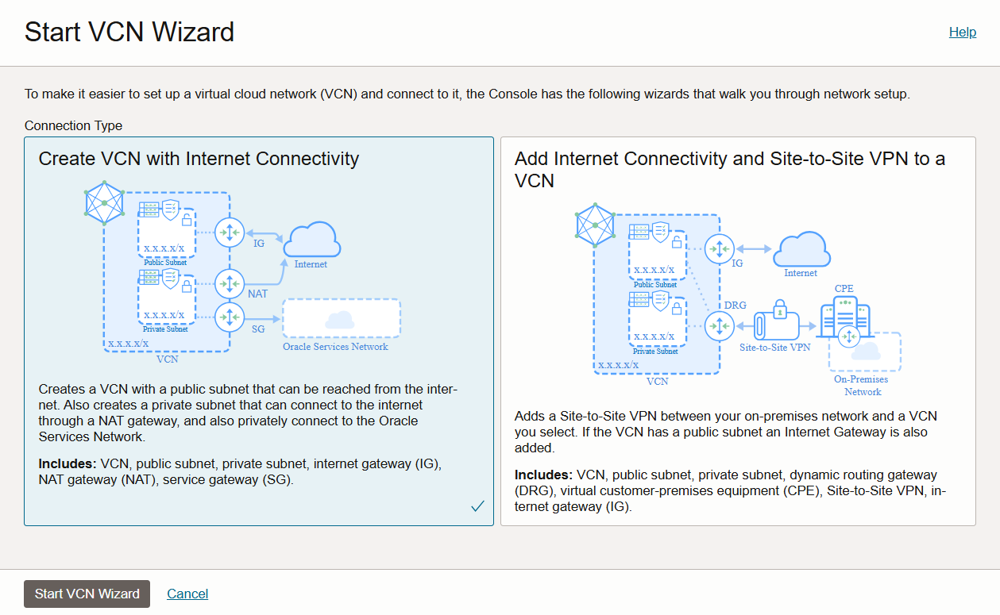 Start VCN Wizard
Help
To make it easier to set up a virtual cloud network (VCN) and connect to it, the Console has the following wizards that walk you through network setup.
Connection Type
Create VCN with Internet Connectivity
x.x.x.x/x
Public Subnet
IG
Internet
NAT
x.x.x.x/x
Private Subnet
SG
x.x.x.x/x
Oracle Services Network
VCN
Creates a VCN with a public subnet that can be reached from the inter-
net. Also creates a private subnet that can connect to the internet
through a NAT gateway, and also privately connect to the Oracle
Services Network.
Includes: VCN, public subnet, private subnet, internet gateway (IG),
NAT gateway (NAT), service gateway (SG).
Add Internet Connectivity and Site-to-Site VPN to a
VCN
IG
x.x.x.x/x
Internet
Public Subnet
CPE
DRG
x.x.x.x/x
Site-to-Site VPN
Private Subnet
x.x.x.x/x
VCN
On-Premises
Network
Adds a Site-to-Site VPN between your on-premises network and a VCN
you select. If the VCN has a public subnet an Internet Gateway is also
added.
Includes: VCN, public subnet, private subnet, dynamic routing gateway
(DRG), virtual customer-premises equipment (CPE), Site-to-Site VPN, in-
ternet gateway (IG).
Start VCN Wizard
Cancel